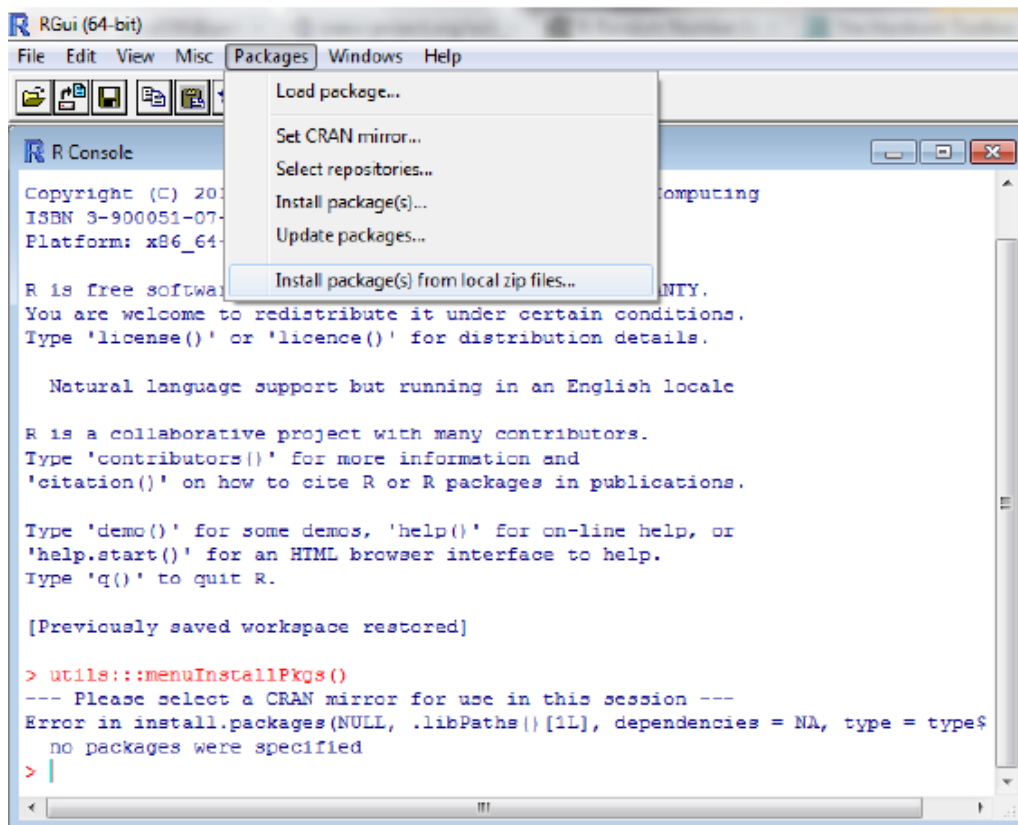 RGui (64-bit)
File Edit View Misc Packages Windows Help
Load package...
Set CRAN mirror...
Select repositories...
Install package(s)...
Update packages...
Install package(s) from local zip files...
R Console
Copyright (C) 201 omputing
ISBN 3-900051-07-
Platform: x86_64-
R is free softwar NTY.
You are welcome to redistribute it under certain conditions.
Type 'license()' or 'licence()' for distribution details.
Natural language support but running in an English locale
R is a collaborative project with many contributors.
Type 'contributors()' for more information and
'citation()' on how to cite R or R packages in publications.
Type 'demo()' for some demos, 'help()' for on-line help, or
'help.start()' for an HTML browser interface to help.
Type 'q()' to quit R.
[Previously saved workspace restored]
> utils:::menuInstallPkgs()
--- Please select a CRAN mirror for use in this session ---
Error in install.packages(NULL, .libPaths()[1L], dependencies = NA, type = type$
no packages were specified
>